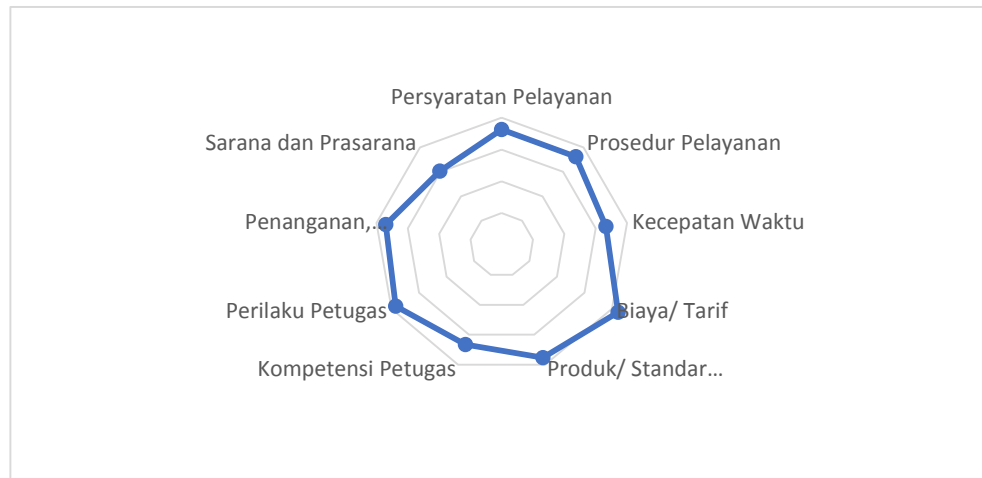 Persyaratan Pelayanan
Prosedur Pelayanan
Kecepatan Waktu
Biaya/ Tarif
Produk/ Standar…
Kompetensi Petugas
Perilaku Petugas
Penanganan,…
Sarana dan Prasarana